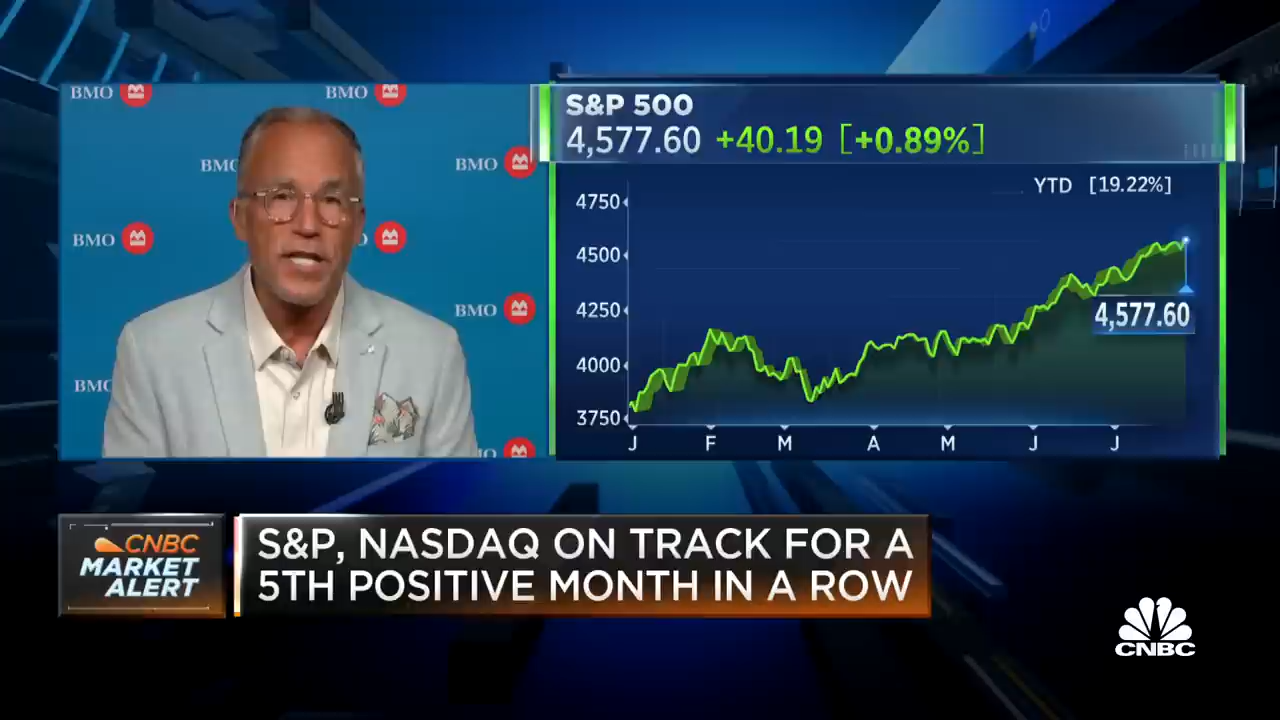 BMO
BMO
BMO
BMO
BMO
BMO
S&P 500
4,577.60 +40.19 [+0.89%]
YTD [19.22%]
4750
4500
4250
4000
3750
4,577.60
J F M A M J J
CNBC
MARKET
ALERT
S&P, NASDAQ ON TRACK FOR A
5TH POSITIVE MONTH IN A ROW
CNBC